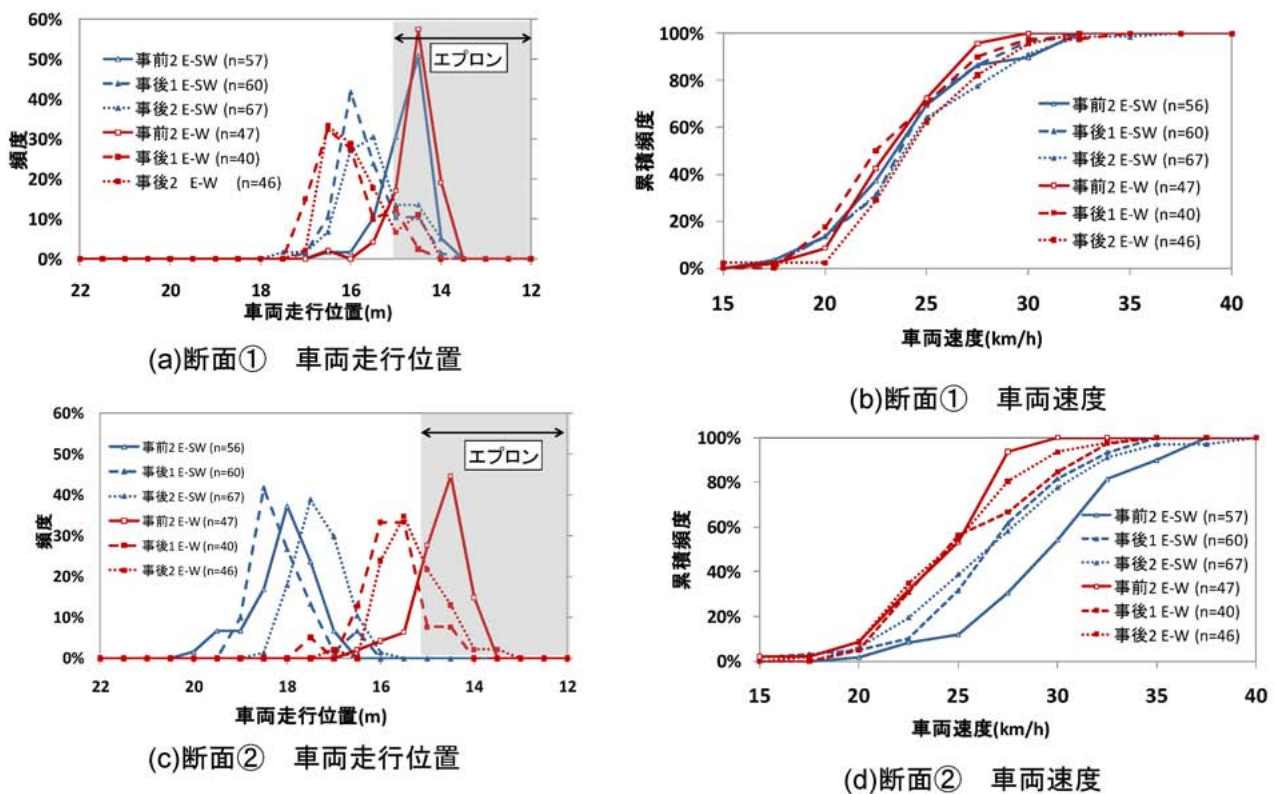 60%
50%
40%
30%
20%
10%
0%
頻度
エプロン
事前2 E-SW (n=57)
事後1 E-SW (n=60)
事後2 E-SW (n=67)
事前2 E-W (n=47)
事後1 E-W (n=40)
事後2 E-W (n=46)
22 20 18 16 14 12
車両走行位置(m)
(a)断面① 車両走行位置
100%
80%
60%
40%
20%
0%
累積頻度
事前2 E-SW (n=56)
事後1 E-SW (n=60)
事後2 E-SW (n=67)
事前2 E-W (n=47)
事後1 E-W (n=40)
事後2 E-W (n=46)
15 20 25 30 35 40
車両速度(km/h)
(b)断面① 車両速度
60%
50%
40%
30%
20%
10%
0%
頻度
エプロン
事前2 E-SW (n=56)
事後1 E-SW (n=60)
事後2 E-SW (n=67)
事前2 E-W (n=47)
事後1 E-W (n=40)
事後2 E-W (n=46)
22 20 18 16 14 12
車両走行位置(m)
(c)断面② 車両走行位置
100%
80%
60%
40%
20%
0%
累積頻度
事前2 E-SW (n=57)
事後1 E-SW (n=60)
事後2 E-SW (n=67)
事前2 E-W (n=47)
事後1 E-W (n=40)
事後2 E-W (n=46)
15 20 25 30 35 40
車両速度(km/h)
(d)断面② 車両速度